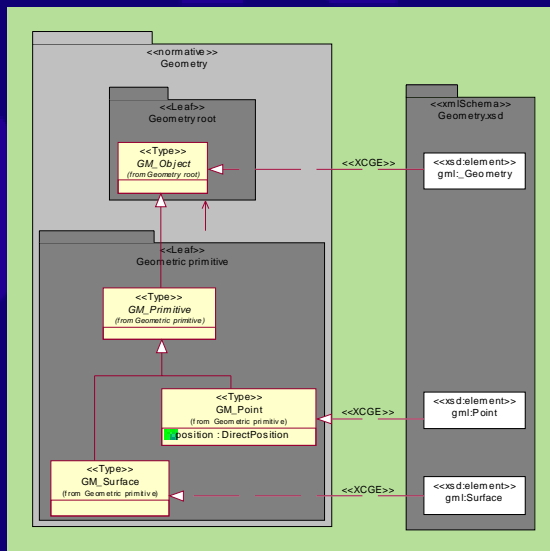 <<normative>>
Geometry
<<Leaf>>
Geometry root
<<Type>>
GM_Object
(from Geometry root)
<<XCGE>>
<<xmlSchema>>
Geometry.xsd
<<xsd:element>>
gml:_Geometry
<<Leaf>>
Geometric primitive
<<Type>>
GM_Primitive
(from Geometric primitive)
<<Type>>
GM_Point
(from Geometric primitive)
position : DirectPosition
<<XCGE>>
<<xsd:element>>
gml:Point
<<Type>>
GM_Surface
(from Geometric primitive)
<<XCGE>>
<<xsd:element>>
gml:Surface